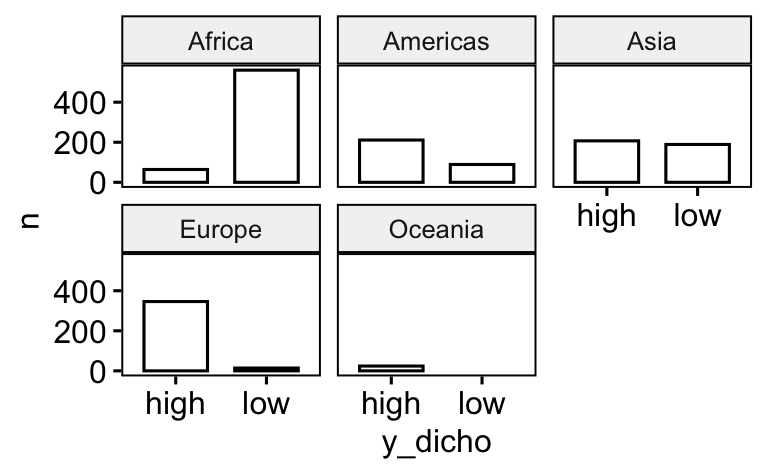 Africa Americas Asia
400
200
0
high low
n
Europe Oceania
400
200
0
high low high low
y_dicho